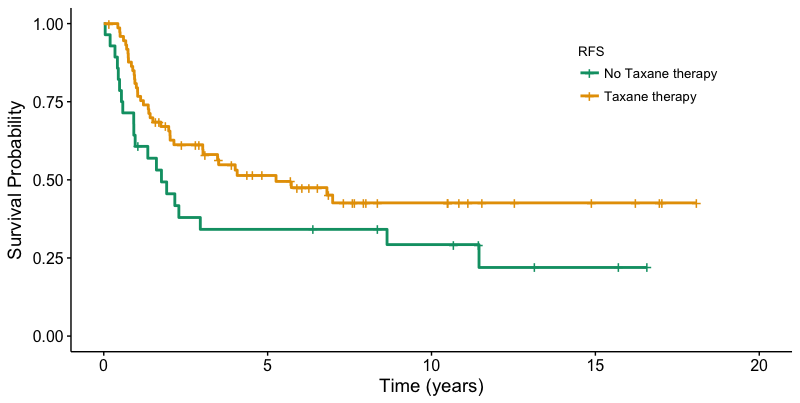 RFS
No Taxane therapy
Taxane therapy
Survival Probability
1.00
0.75
0.50
0.25
0.00
0 5 10 15 20
Time (years)